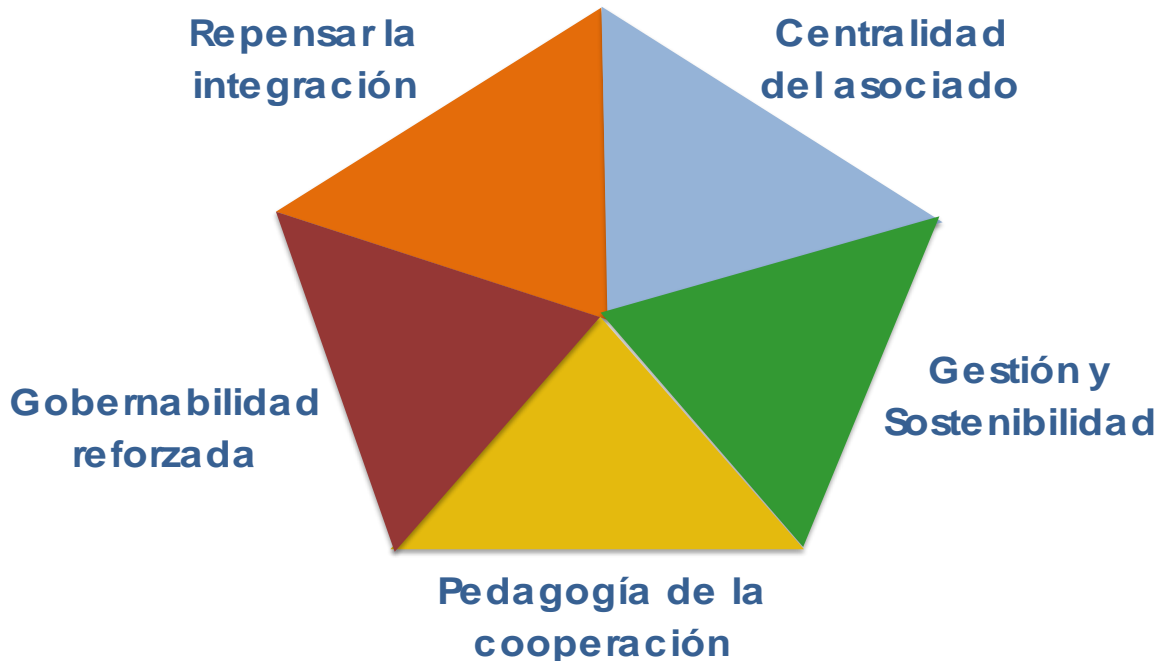 Repensar la
integración
Centralidad
del asociado
Gestión y
Sostenibilidad
Gobernabilidad
reforzada
Pedagogía de la
cooperación